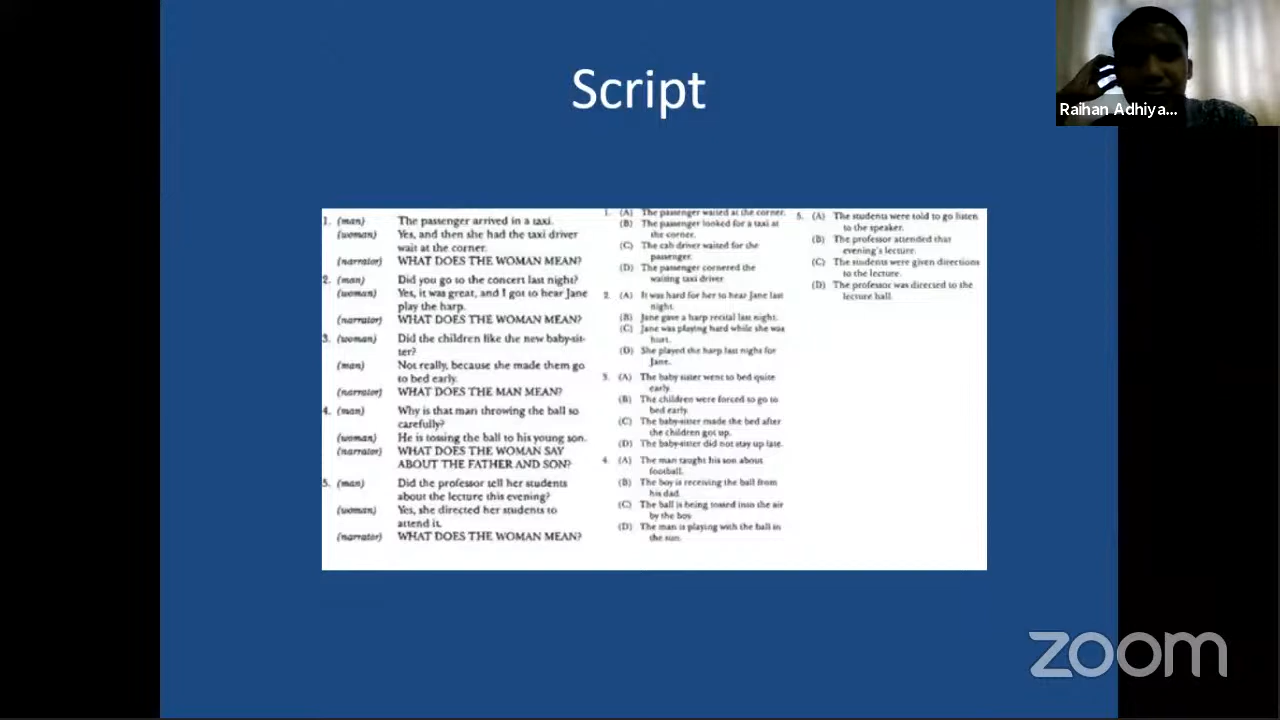 Script
Raihan Adhiya...
1. (man) The passenger arrived in a taxi.
(woman) Yes, and then she had the taxi driver
wait at the corner.
(narrator) WHAT DOES THE WOMAN MEAN?
2. (man) Did you go to the concert last night?
(woman) Yes, it was great, and I got to hear Jane
play the harp.
(narrator) WHAT DOES THE WOMAN MEAN?
3. (woman) Did the children like the new baby-sit-
ter?
(man) Not really, because she made them go
to bed early.
(narrator) WHAT DOES THE MAN MEAN?
4. (man) Why is that man throwing the ball so
carefully?
(woman) He is tossing the ball to his young son.
(narrator) WHAT DOES THE WOMAN SAY
ABOUT THE FATHER AND SON?
5. (man) Did the professor tell her students
about the lecture this evening?
(woman) Yes, she directed her students to
attend it.
(narrator) WHAT DOES THE WOMAN MEAN?
1. (A) The passenger waited at the corner.
(B) The passenger looked for a taxi at
the corner.
(C) The cab driver waited for the
passenger.
(D) The passenger cornered the
waiting taxi driver
2. (A) It was hard for her to hear Jane last
night.
(B) Jane gave a harp recital last night.
(C) Jane was playing hard while she was
hurt.
(D) She played the harp last night for
Jane.
3. (A) The baby sitter went to bed quite
early
(B) The children were forced to go to
bed early.
(C) The baby-sitter made the bed after
the children got up.
(D) The baby-sitter did not stay up late.
4. (A) The man taught his son about
football.
(B) The boy is receiving the ball from
his dad.
(C) The ball is being tossed into the air
by the boy
(D) The man is playing with the ball in
the sun.
5. (A) The students were told to go listen
to the speaker.
(B) The professor attended that
evening's lecture.
(C) The students were given directions
to the lecture.
(D) The professor was directed to the
lecture hall.
zoom